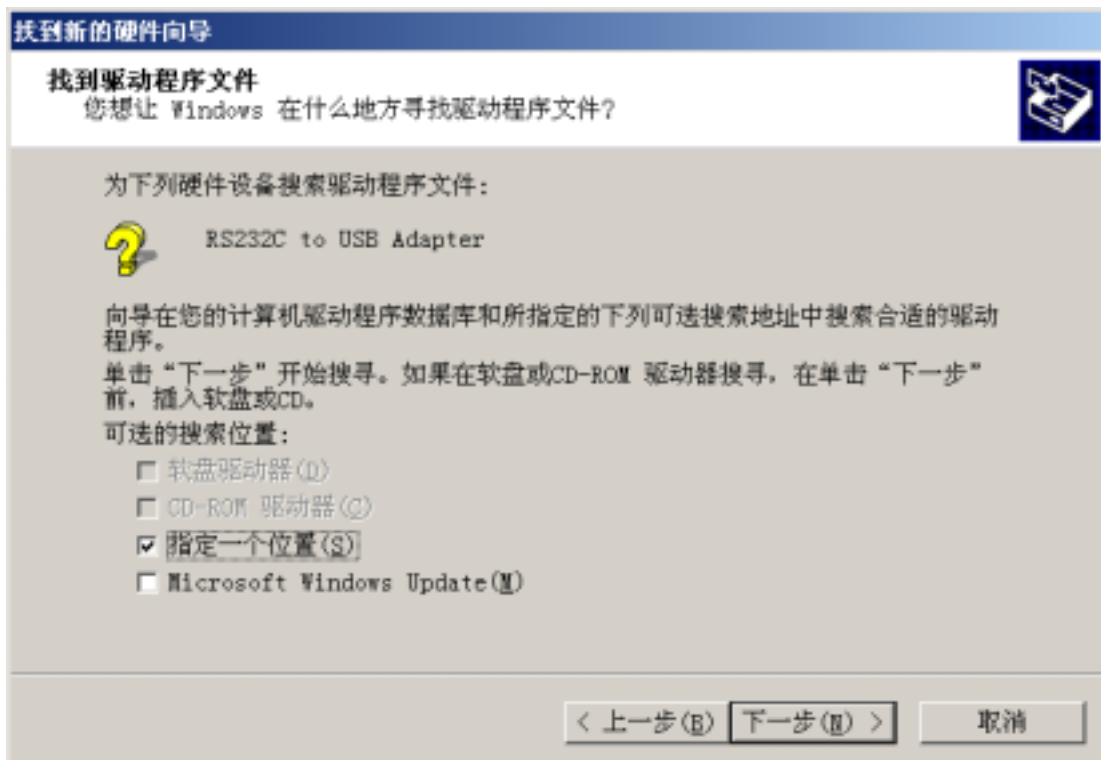 找到新的硬件向导
找到驱动程序文件
您想让 Windows 在什么地方寻找驱动程序文件?
为下列硬件设备搜索驱动程序文件:
RS232C to USB Adapter
向导在您的计算机驱动程序数据库和所指定的下列可选搜索地址中搜索合适的驱动
程序。
单击“下一步”开始搜寻。如果在软盘或CD-ROM 驱动器搜寻，在单击“下一步”
前，插入软盘或CD。
可选的搜索位置:
软盘驱动器(D)
CD-ROM 驱动器(C)
指定一个位置(S)
Microsoft Windows Update(M)
< 上一步(B) 下一步(N) > 取消